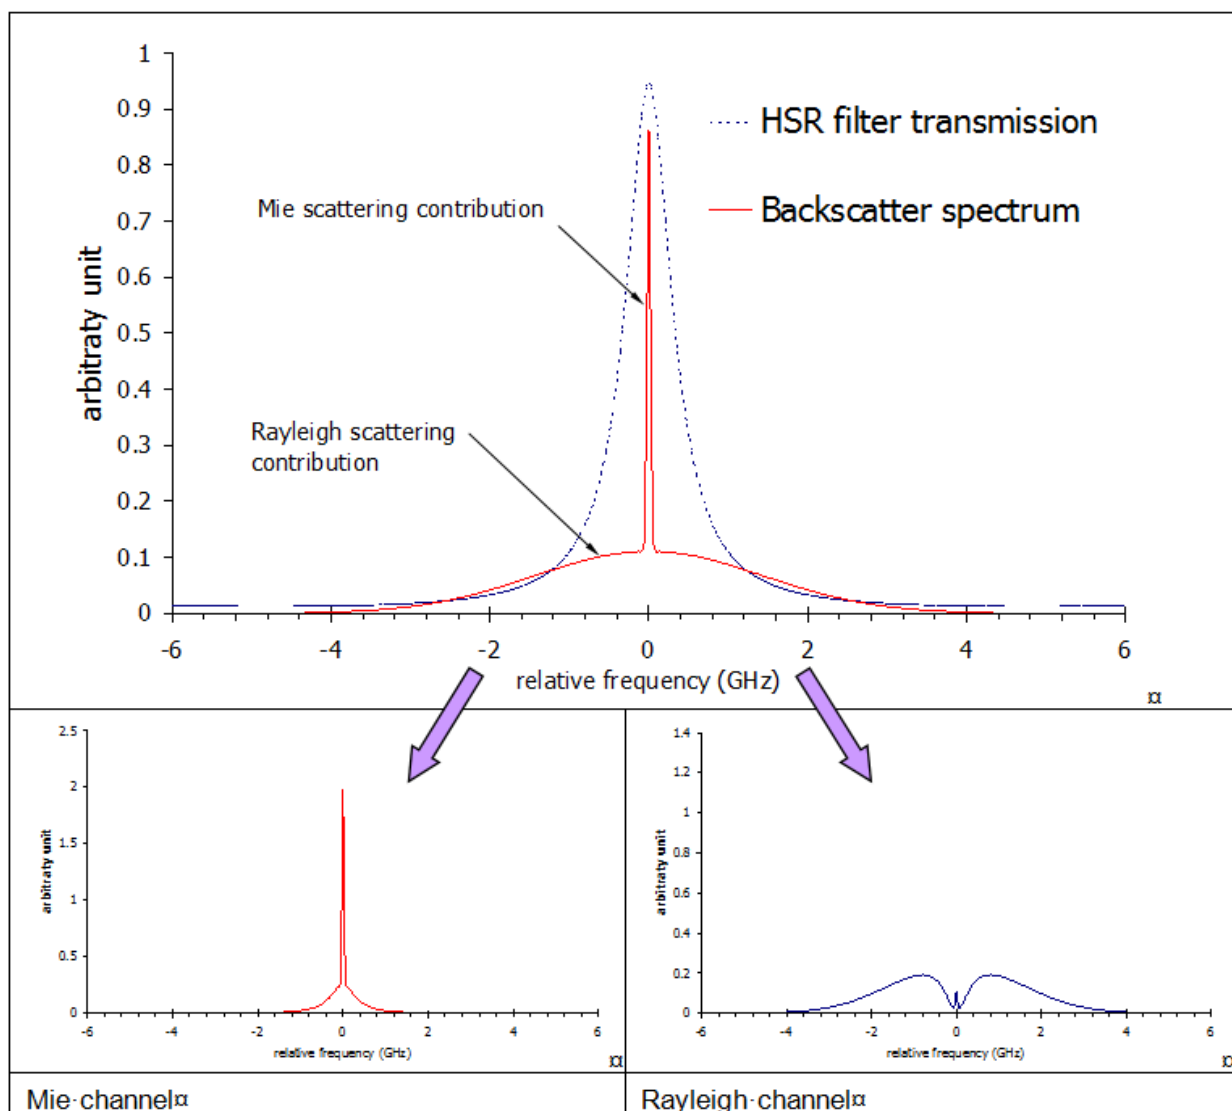 1
0.9
0.8
0.7
0.6
0.5
0.4
0.3
0.2
0.1
0
arbitraty unit
HSR filter transmission
Backscatter spectrum
Mie scattering contribution
Rayleigh scattering
contribution
-6 -4 -2 0 2 4 6
relative frequency (GHz)
¤
2.5
2
1.5
1
0.5
0
arbitraty unit
-6 -4 -2 0 2 4 6
relative frequency (GHz)
¤
1.4
1.2
1
0.8
0.6
0.4
0.2
0
arbitraty unit
-6 -4 -2 0 2 4 6
relative frequency (GHz)
¤
Mie·channel¤
Rayleigh·channel¤